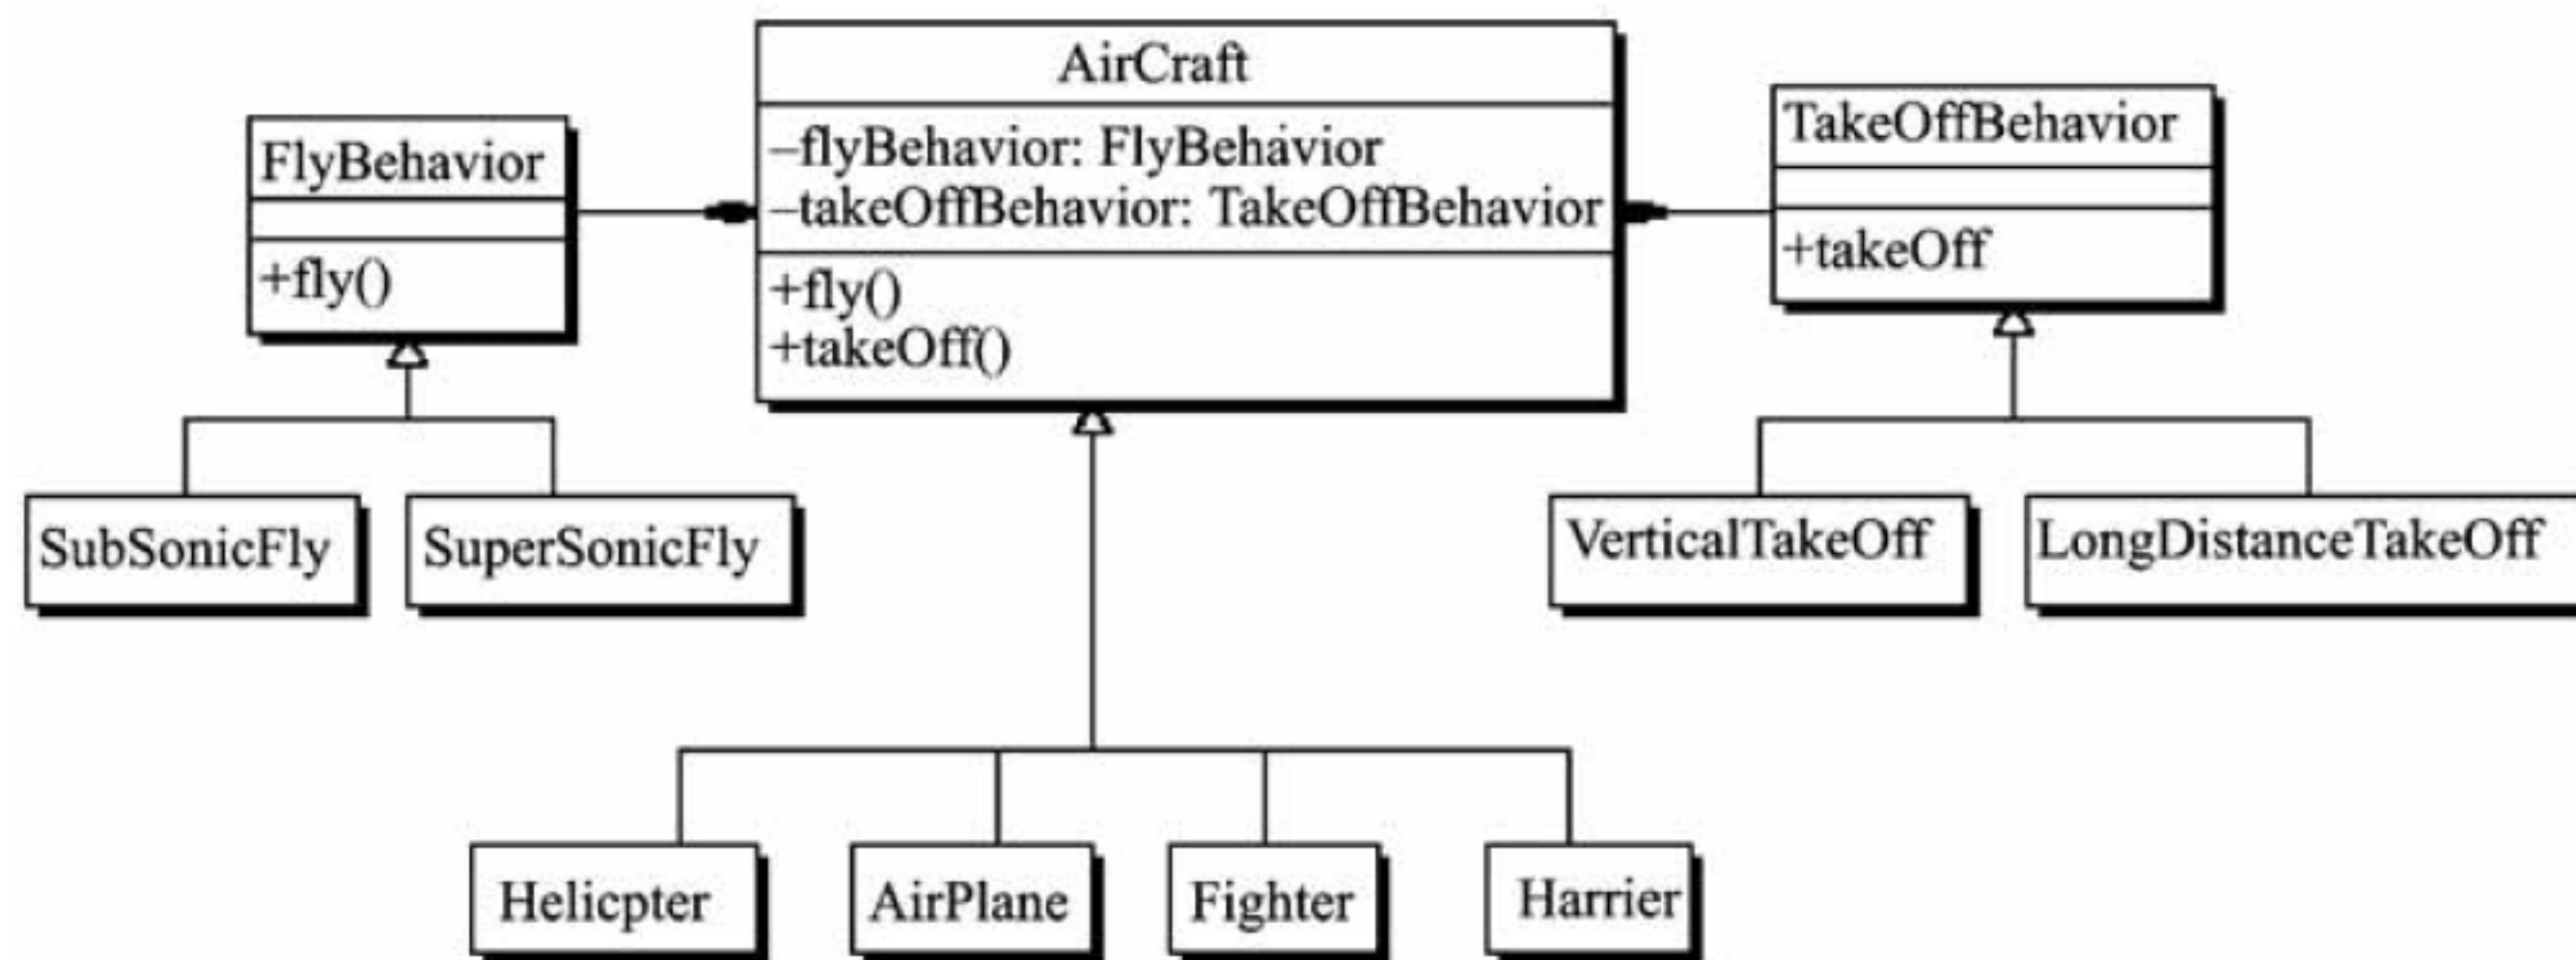 AirCraft
–flyBehavior: FlyBehavior
–takeOffBehavior: TakeOffBehavior
+fly()
+takeOff()
FlyBehavior
+fly()
TakeOffBehavior
+takeOff
SubSonicFly
SuperSonicFly
VerticalTakeOff
LongDistanceTakeOff
Helicpter
AirPlane
Fighter
Harrier